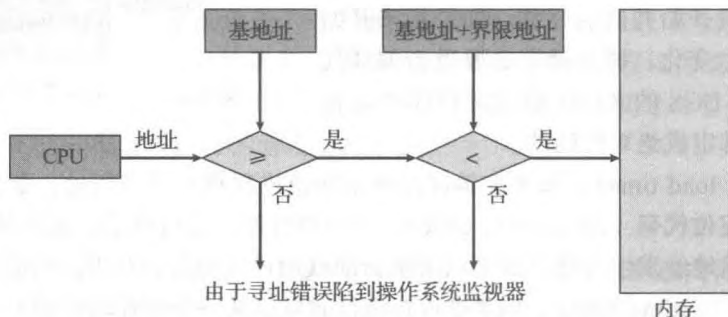 基地址
基地址+界限地址
CPU
地址
≥
是
<
是
否
否
由于寻址错误陷到操作系统监视器
内存